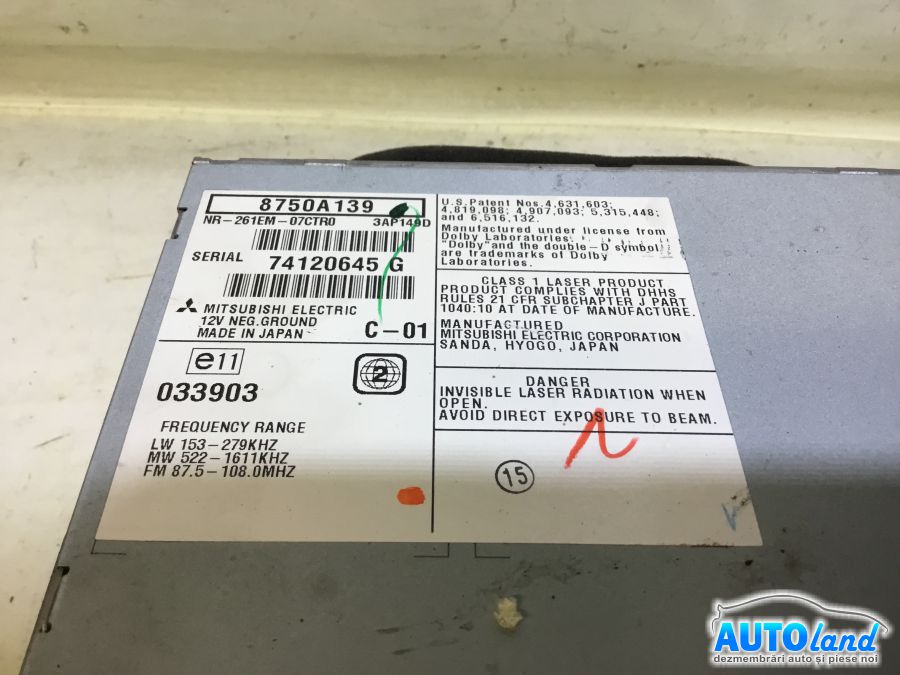 8750A139
NR-261EM-07CTR0 3AP149D
SERIAL 74120645 G
MITSUBISHI ELECTRIC
12V NEG.GROUND
MADE IN JAPAN
C-01
e11
033903
2
FREQUENCY RANGE
LW 153-279KHZ
MW 522-1611KHZ
FM 87.5-108.0MHZ
U.S.Patent Nos.4,631,603;
4,819,098; 4,907,093; 5,315,448;
and 6,516,132.
Manufactured under license from
Dolby Laboratories.
"Dolby"and the double-D symbol
are trademarks of Dolby
Laboratories.
CLASS 1 LASER PRODUCT
PRODUCT COMPLIES WITH DHHS
RULES 21 CFR SUBCHAPTER J PART
1040:10 AT DATE OF MANUFACTURE.
MANUFACTURED
MITSUBISHI ELECTRIC CORPORATION
SANDA, HYOGO, JAPAN
DANGER
INVISIBLE LASER RADIATION WHEN
OPEN.
AVOID DIRECT EXPOSURE TO BEAM.
15
AUTOland
dezmembrări auto și piese noi